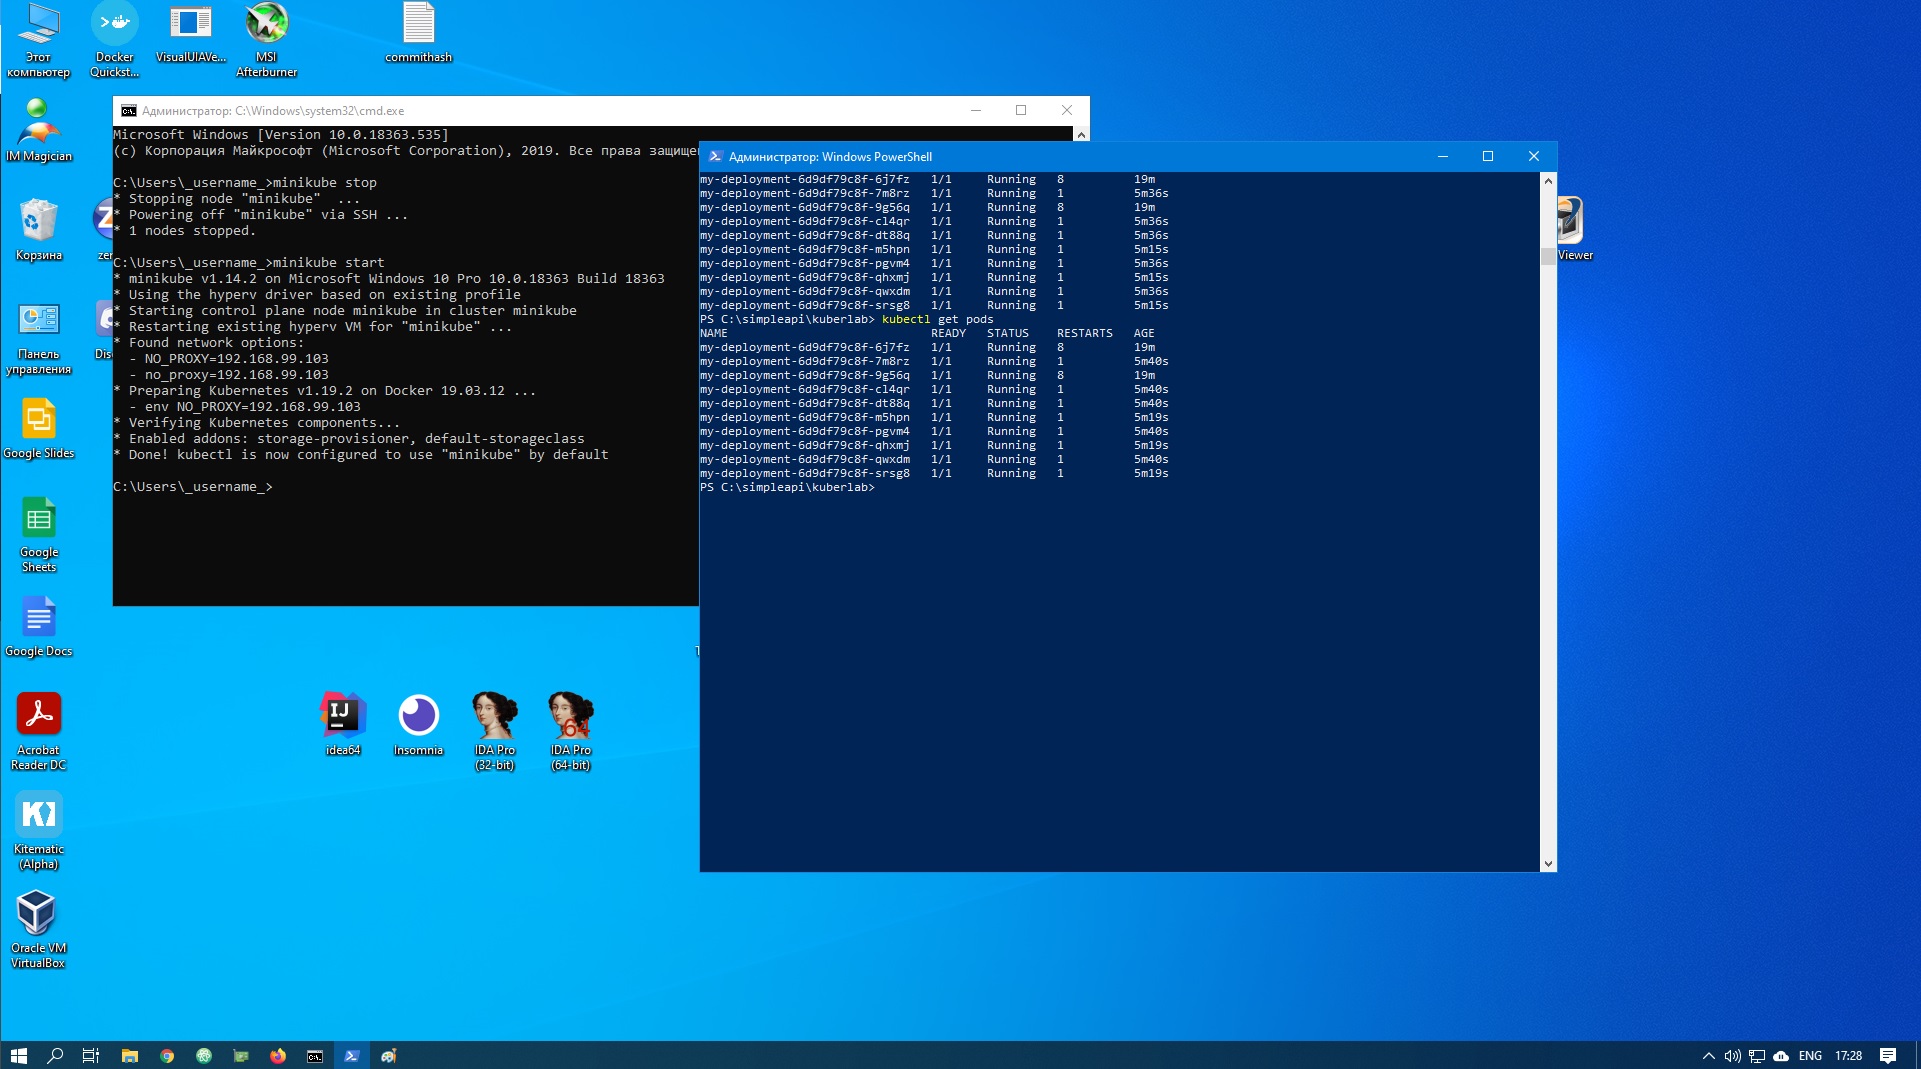 Этот
компьютер
Docker
Quickst...
VisualUIAVe...
MSI
Afterburner
commithash
IM Magician
Корзина
Панель
управления
Google Slides
Google
Sheets
Google Docs
Acrobat
Reader DC
Kitematic
(Alpha)
Oracle VM
VirtualBox
zer
Dis
Администратор: C:\Windows\system32\cmd.exe
Microsoft Windows [Version 10.0.18363.535]
(c) Корпорация Майкрософт (Microsoft Corporation), 2019. Все права защище
C:\Users\_username_>minikube stop
* Stopping node "minikube"  ...
* Powering off "minikube" via SSH ...
* 1 nodes stopped.
C:\Users\_username_>minikube start
* minikube v1.14.2 on Microsoft Windows 10 Pro 10.0.18363 Build 18363
* Using the hyperv driver based on existing profile
* Starting control plane node minikube in cluster minikube
* Restarting existing hyperv VM for "minikube" ...
* Found network options:
  - NO_PROXY=192.168.99.103
  - no_proxy=192.168.99.103
* Preparing Kubernetes v1.19.2 on Docker 19.03.12 ...
  - env NO_PROXY=192.168.99.103
* Verifying Kubernetes components...
* Enabled addons: storage-provisioner, default-storageclass
* Done! kubectl is now configured to use "minikube" by default
C:\Users\_username_>
Администратор: Windows PowerShell
my-deployment-6d9df79c8f-6j7fz 1/1 Running 8 19m
my-deployment-6d9df79c8f-7m8rz 1/1 Running 1 5m36s
my-deployment-6d9df79c8f-9g56q 1/1 Running 8 19m
my-deployment-6d9df79c8f-cl4qr 1/1 Running 1 5m36s
my-deployment-6d9df79c8f-dt88q 1/1 Running 1 5m36s
my-deployment-6d9df79c8f-m5hpn 1/1 Running 1 5m15s
my-deployment-6d9df79c8f-pgvm4 1/1 Running 1 5m36s
my-deployment-6d9df79c8f-qhxmj 1/1 Running 1 5m15s
my-deployment-6d9df79c8f-qwxdm 1/1 Running 1 5m36s
my-deployment-6d9df79c8f-srsg8 1/1 Running 1 5m15s
PS C:\simpleapi\kuberlab> kubectl get pods
NAME READY STATUS RESTARTS AGE
my-deployment-6d9df79c8f-6j7fz 1/1 Running 8 19m
my-deployment-6d9df79c8f-7m8rz 1/1 Running 1 5m40s
my-deployment-6d9df79c8f-9g56q 1/1 Running 8 19m
my-deployment-6d9df79c8f-cl4qr 1/1 Running 1 5m40s
my-deployment-6d9df79c8f-dt88q 1/1 Running 1 5m40s
my-deployment-6d9df79c8f-m5hpn 1/1 Running 1 5m19s
my-deployment-6d9df79c8f-pgvm4 1/1 Running 1 5m40s
my-deployment-6d9df79c8f-qhxmj 1/1 Running 1 5m19s
my-deployment-6d9df79c8f-qwxdm 1/1 Running 1 5m40s
my-deployment-6d9df79c8f-srsg8 1/1 Running 1 5m19s
PS C:\simpleapi\kuberlab>
Viewer
IJ
idea64
Insomnia
IDA Pro
(32-bit)
64
IDA Pro
(64-bit)
ENG 17:28